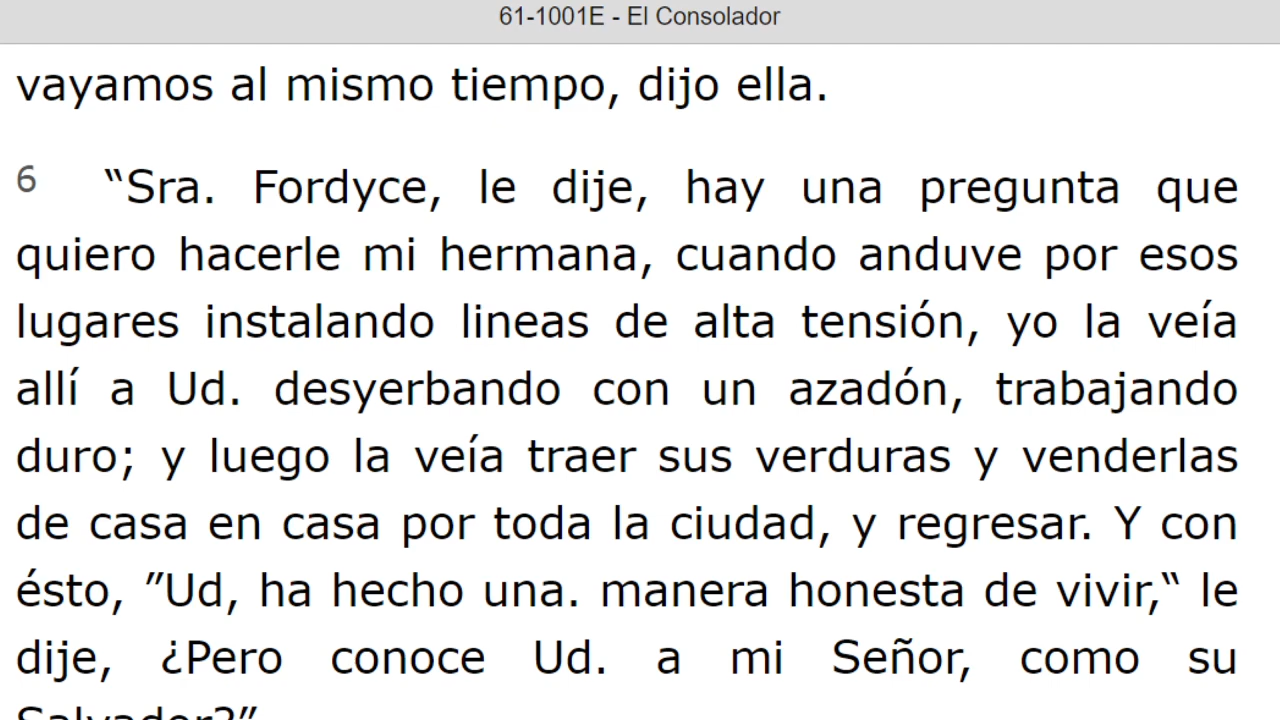 61-1001E - El Consolador
vayamos al mismo tiempo, dijo ella.
6 “Sra. Fordyce, le dije, hay una pregunta que
quiero hacerle mi hermana, cuando anduve por esos
lugares instalando lineas de alta tensión, yo la veía
allí a Ud. desyerbando con un azadón, trabajando
duro; y luego la veía traer sus verduras y venderlas
de casa en casa por toda la ciudad, y regresar. Y con
ésto, ”Ud, ha hecho una. manera honesta de vivir,“ le
dije, ¿Pero conoce Ud. a mi Señor, como su
Salvador?”